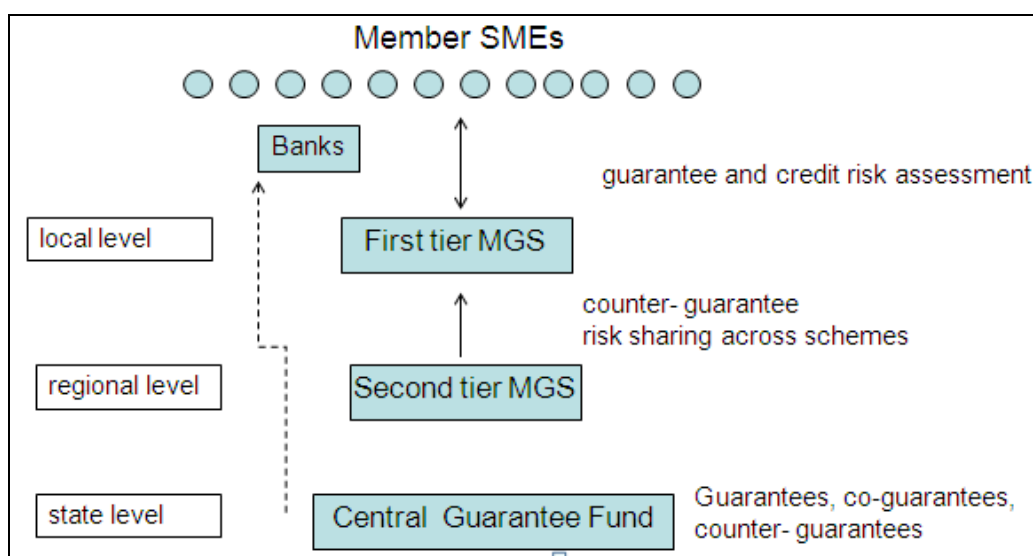 Member SMEs
Banks
guarantee and credit risk assessment
local level
First tier MGS
counter- guarantee
risk sharing across schemes
regional level
Second tier MGS
state level
Central Guarantee Fund
Guarantees, co-guarantees,
counter- guarantees